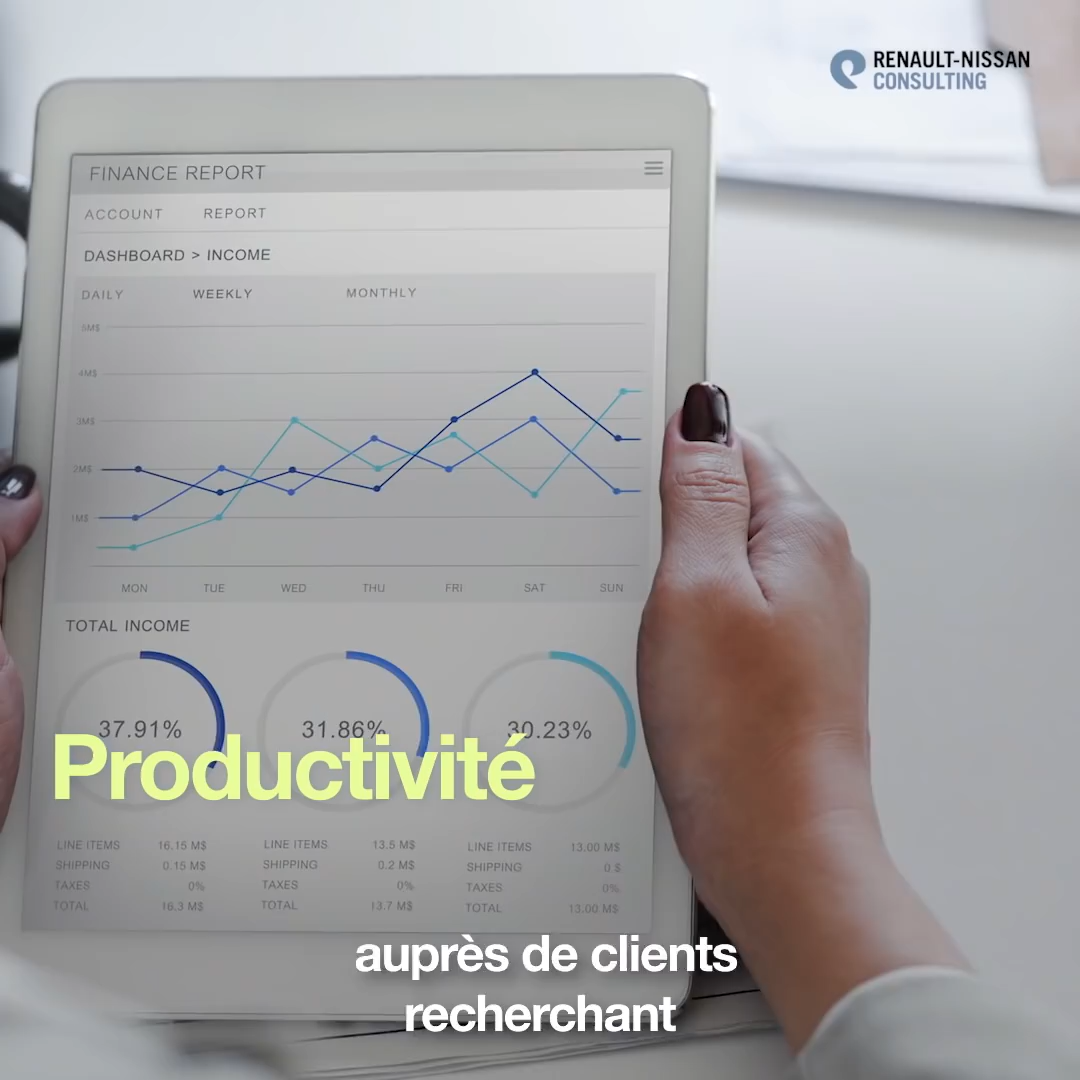 RENAULT-NISSAN
CONSULTING
FINANCE REPORT
ACCOUNT REPORT
DASHBOARD > INCOME
DAILY WEEKLY MONTHLY
5M$
4M$
3M$
2M$
1M$
MON TUE WED THU FRI SAT SUN
TOTAL INCOME
37.91% 31.86% 30.23%
Productivité
LINE ITEMS 16.15 M$ LINE ITEMS 13.5 M$ LINE ITEMS 13.00 M$
SHIPPING 0.15 M$ SHIPPING 0.2 M$ SHIPPING 0 $
TAXES 0% TAXES 0% TAXES 0%
TOTAL 16.3 M$ TOTAL 13.7 M$ TOTAL 13.00 M$
auprès de clients
recherchant